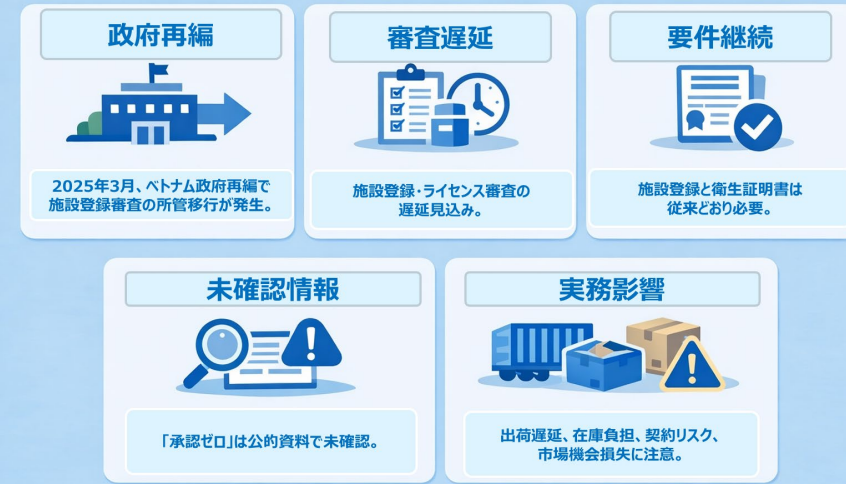 政府再編
2025年3月、ベトナム政府再編で
施設登録審査の所管移行が発生。
審査遅延
施設登録・ライセンス審査の
遅延見込み。
要件継続
施設登録と衛生証明書は
従来どおり必要。
未確認情報
「承認ゼロ」は公的資料で未確認。
実務影響
出荷遅延、在庫負担、契約リスク、
市場機会損失に注意。